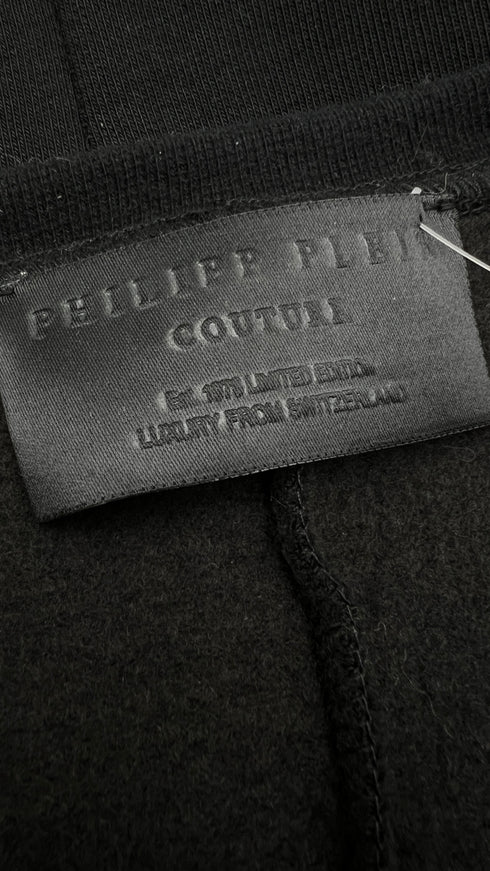 PHILIPP PLEIN
COUTURE
Est. 1978 LIMITED EDITION
LUXURY FROM SWITZERLAND